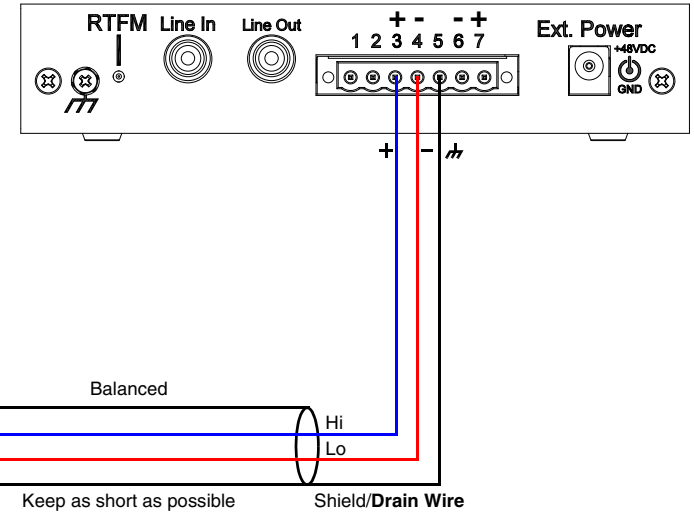 RTFM Line In Line Out + - - + Ext. Power
1 2 3 4 5 6 7
+48VDC
GND
+ -
Balanced
Hi
Lo
Keep as short as possible Shield/Drain Wire